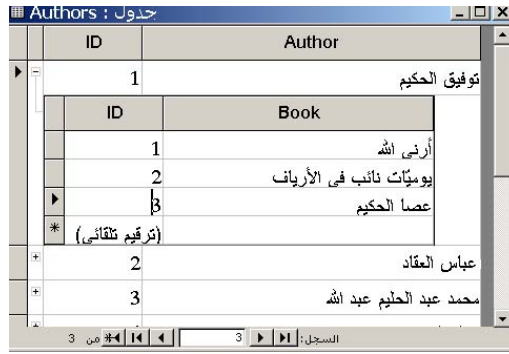 جدول : Authors
ID Author
1 توفيق الحكيم
ID Book
1 أرنى الله
2 يوميّات نائب فى الأرياف
3 عصا الحكيم
(ترقيم تلقائى)
2 عباس العقاد
3 محمد عبد الحليم عبد الله
السجل: 3 من 3